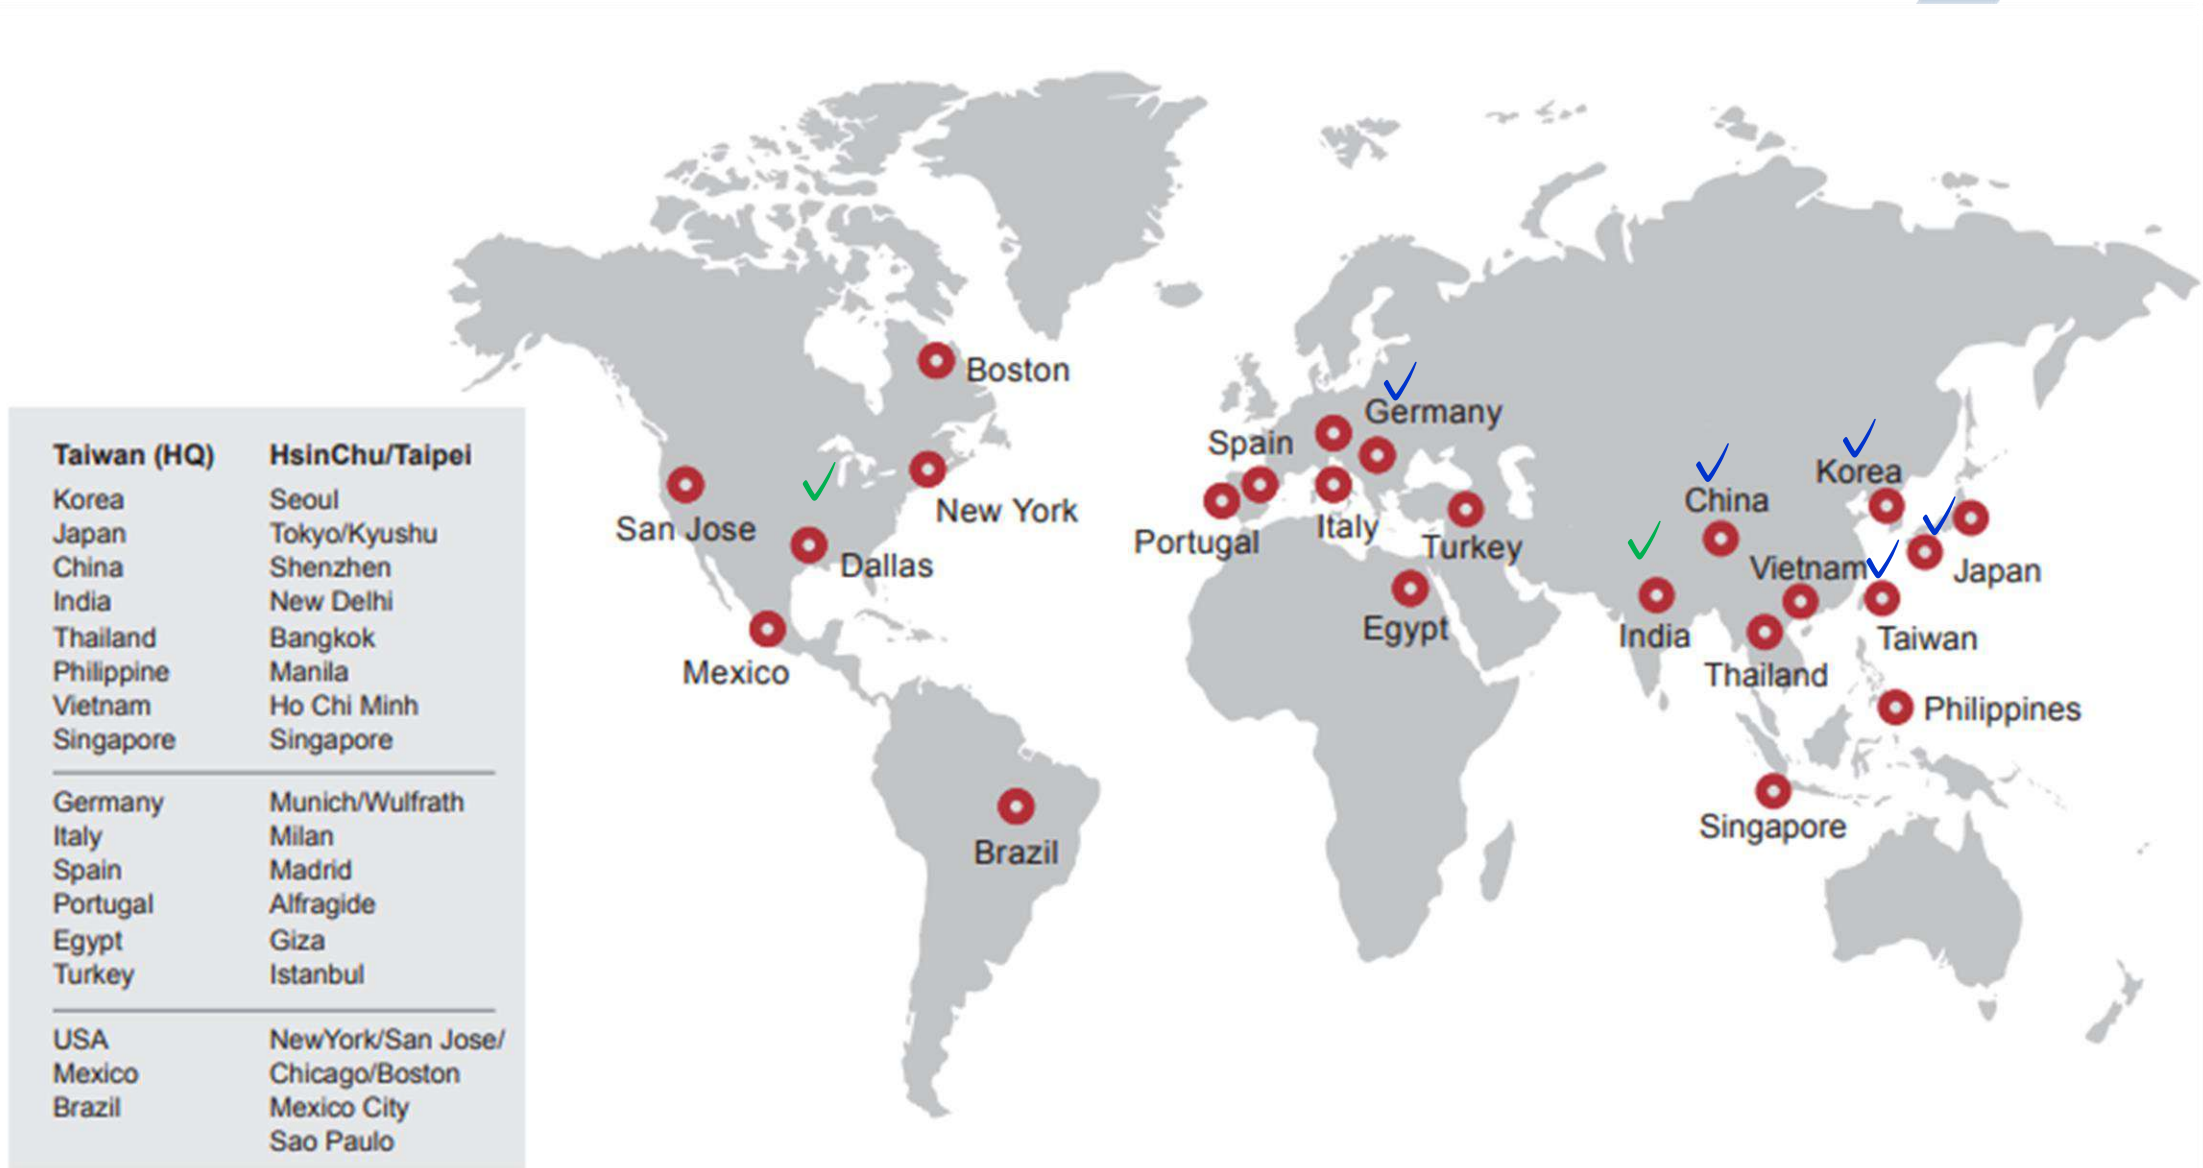 Boston
Germany
Spain
Korea
China
New York
San Jose
Italy
Portugal
Turkey
Dallas
Vietnam
Japan
Egypt
India
Taiwan
Mexico
Thailand
Philippines
Singapore
Brazil
Taiwan (HQ) HsinChu/Taipei
Korea Seoul
Japan Tokyo/Kyushu
China Shenzhen
India New Delhi
Thailand Bangkok
Philippine Manila
Vietnam Ho Chi Minh
Singapore Singapore
Germany Munich/Wulfrath
Italy Milan
Spain Madrid
Portugal Alfragide
Egypt Giza
Turkey Istanbul
USA NewYork/San Jose/
Mexico Chicago/Boston
Brazil Mexico City
Sao Paulo